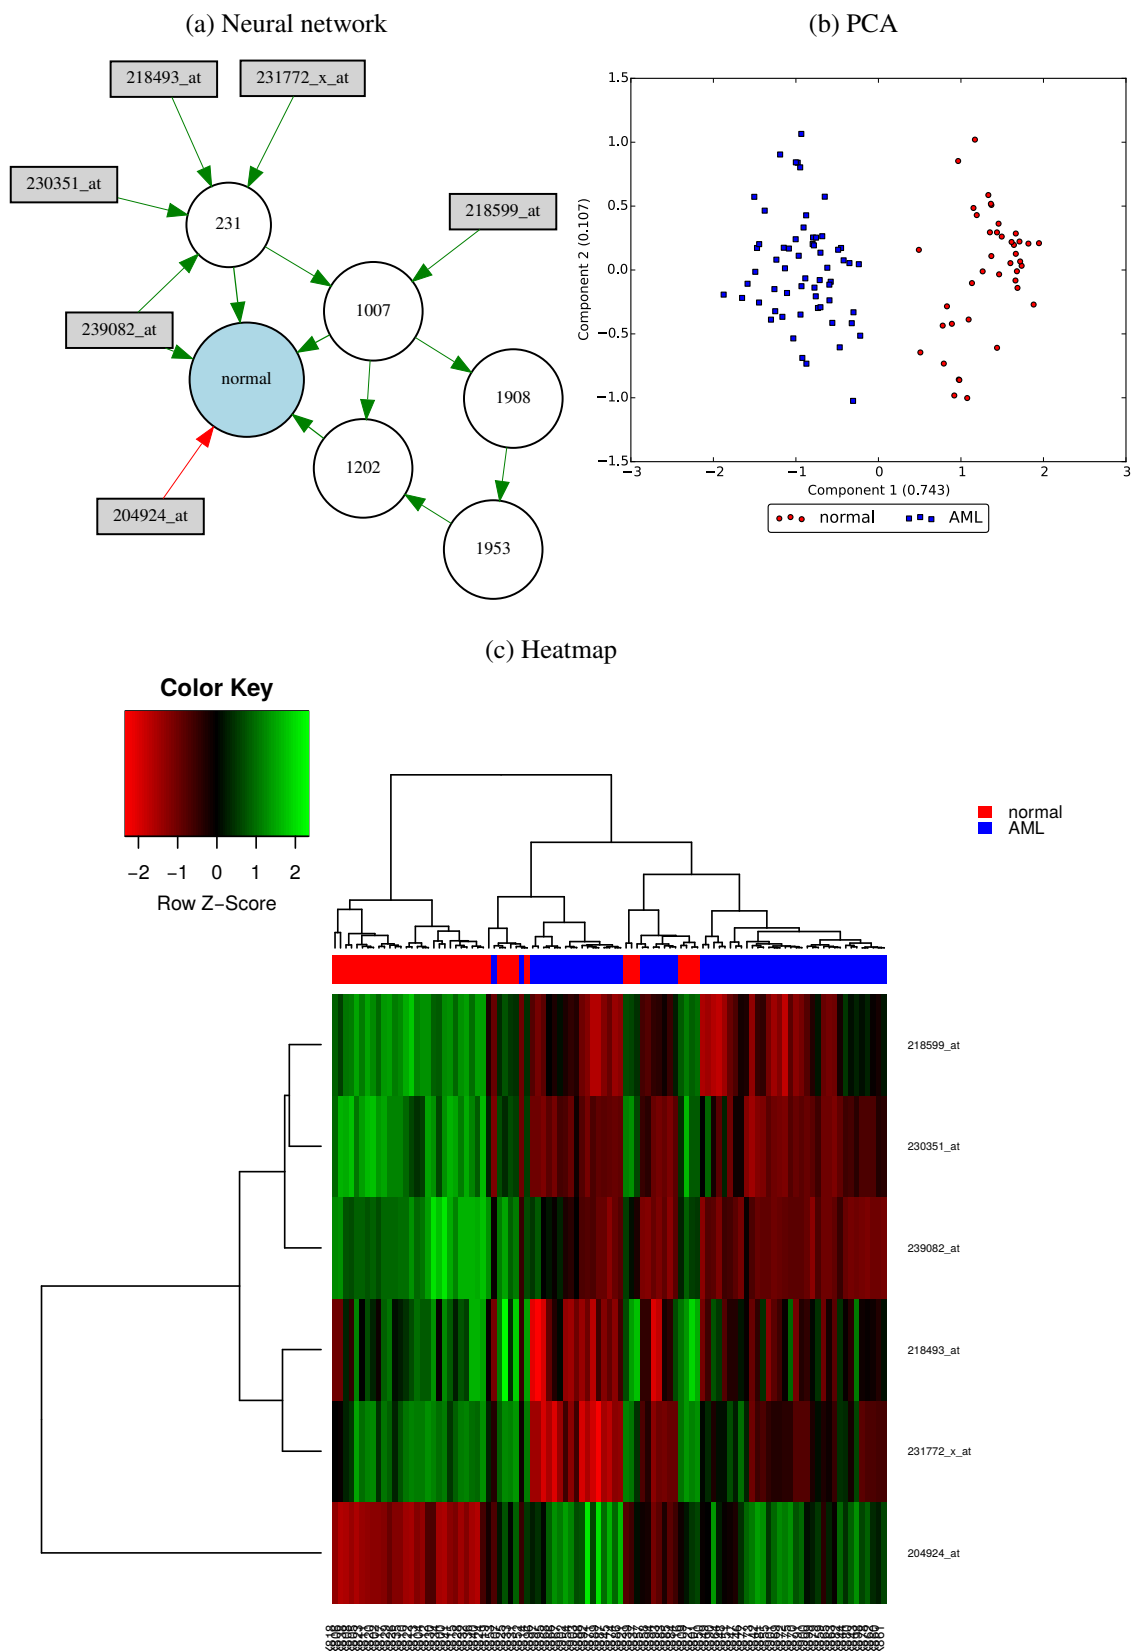 (a) Neural network
(b) PCA
218493_at
231772_x_at
230351_at
231
218599_at
1007
239082_at
normal
1908
1202
204924_at
1953
1.5
1.0
0.5
0.0
−0.5
−1.0
−1.5
−3 −2 −1 0 1 2 3
Component 2 (0.107)
Component 1 (0.743)
normal AML
(c) Heatmap
Color Key
−2 −1 0 1 2
Row Z−Score
normal
AML
218599_at
230351_at
239082_at
218493_at
231772_x_at
204924_at